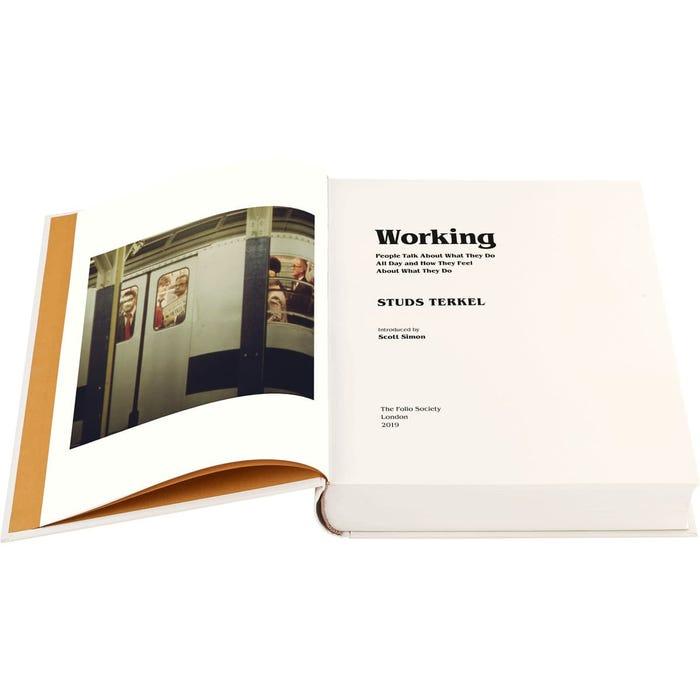 Working
People Talk About What They Do
All Day and How They Feel
About What They Do
STUDS TERKEL
Introduced by
Scott Simon
The Folio Society
London
2019